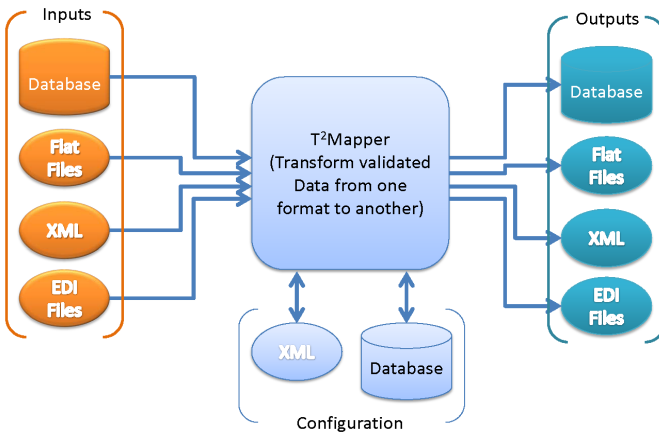 Inputs
Database
Flat
Files
XML
EDI
Files
T²Mapper
(Transform validated
Data from one
format to another)
Outputs
Database
Flat
Files
XML
EDI
Files
XML
Database
Configuration